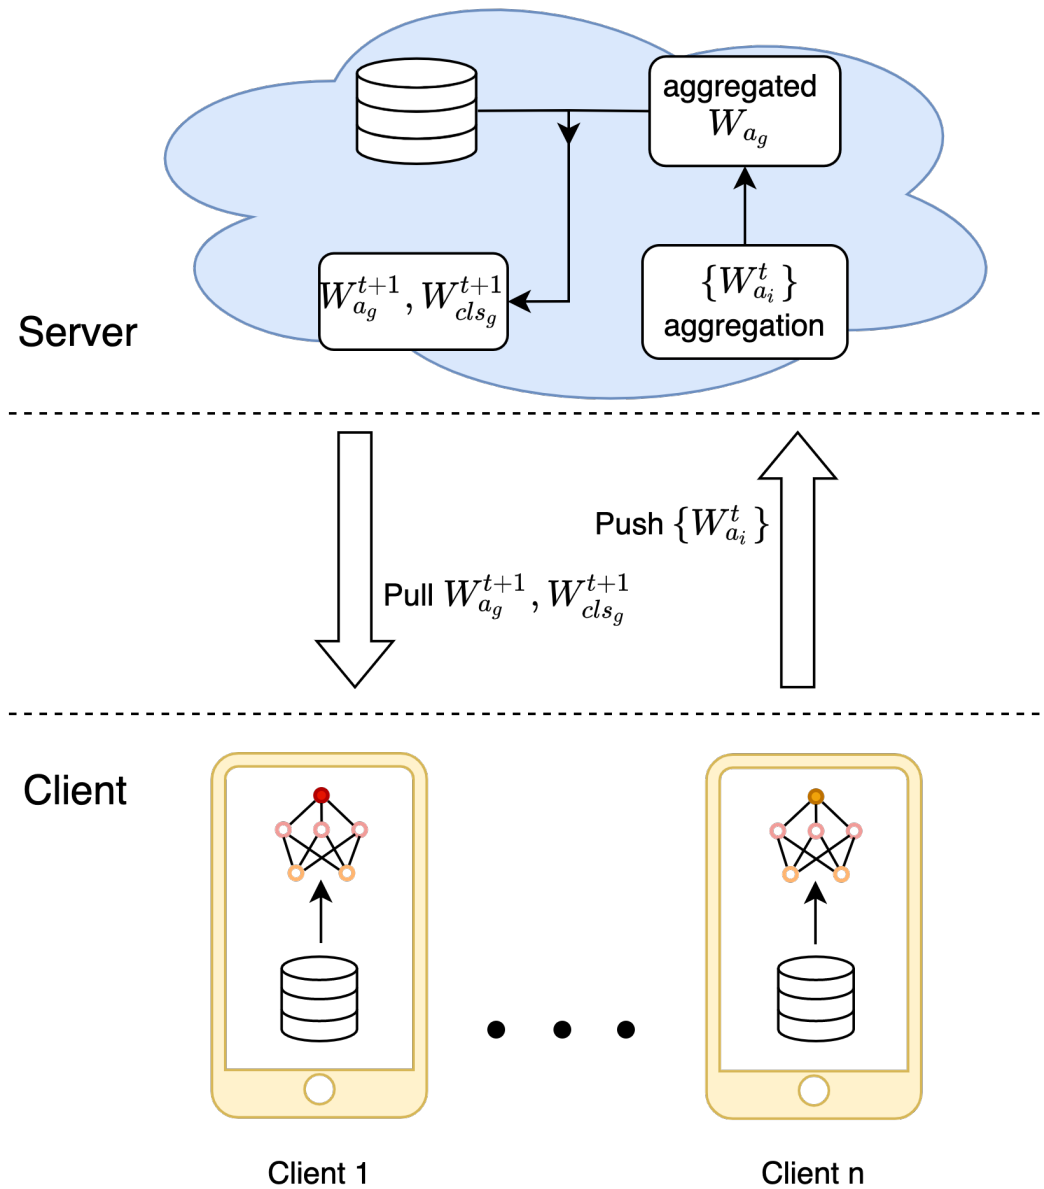 aggregated
$W_{a_g}$
$W_{a_g}^{t+1}, W_{cls_g}^{t+1}$
$\{W_{a_i}^{t}\}$
aggregation
Server
Push $\{W_{a_i}^{t}\}$
Pull $W_{a_g}^{t+1}, W_{cls_g}^{t+1}$
Client
Client 1
Client n